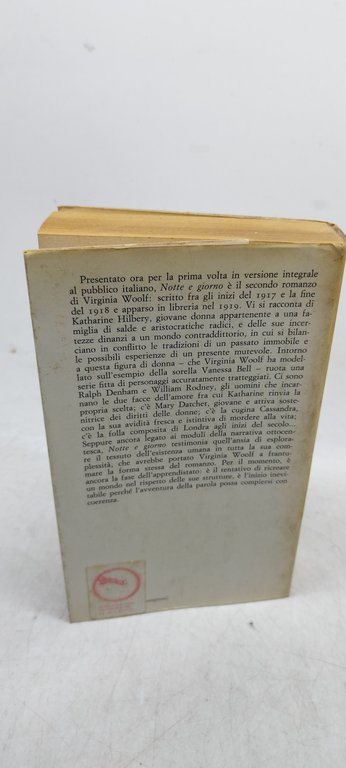 Presentato ora per la prima volta in versione integrale
al pubblico italiano, Notte e giorno è il secondo romanzo
di Virginia Woolf: scritto fra gli inizi del 1917 e la fine
del 1918 e apparso in libreria nel 1919. Vi si racconta di
Katharine Hilbery, giovane donna appartenente a una fa-
miglia di salde e aristocratiche radici, e delle sue incer-
tezze dinanzi a un mondo contraddittorio, in cui si bilan-
ciano in conflitto le tradizioni di un passato immobile e
le possibili esperienze di un presente mutevole. Intorno
a questa figura di donna – che Virginia Woolf ha model-
lato sull'esempio della sorella Vanessa Bell – ruota una
serie fitta di personaggi accuratamente tratteggiati. Ci sono
Ralph Denham e William Rodney, gli uomini che incar-
nano le due facce dell'amore fra cui Katharine rinvia la
propria scelta; c'è Mary Datchet, giovane e attiva soste-
nitrice dei diritti delle donne; c'è la cugina Cassandra,
con la sua avidità fresca e istintiva di mordere alla vita;
c'è la folla composita di Londra agli inizi del secolo...
Seppure ancora legato ai moduli della narrativa ottocen-
tesca, Notte e giorno testimonia quell'ansia di esplora-
re il tessuto dell'esistenza umana in tutta la sua com-
plessità, che avrebbe portato Virginia Woolf a frantu-
mare la forma stessa del romanzo. Per il momento, è
ancora la fase dell'apprendistato: è il tentativo di ricreare
un mondo nel rispetto delle sue strutture, è l'inizio inevi-
tabile perché l'avventura della parola possa compiersi con
coerenza.